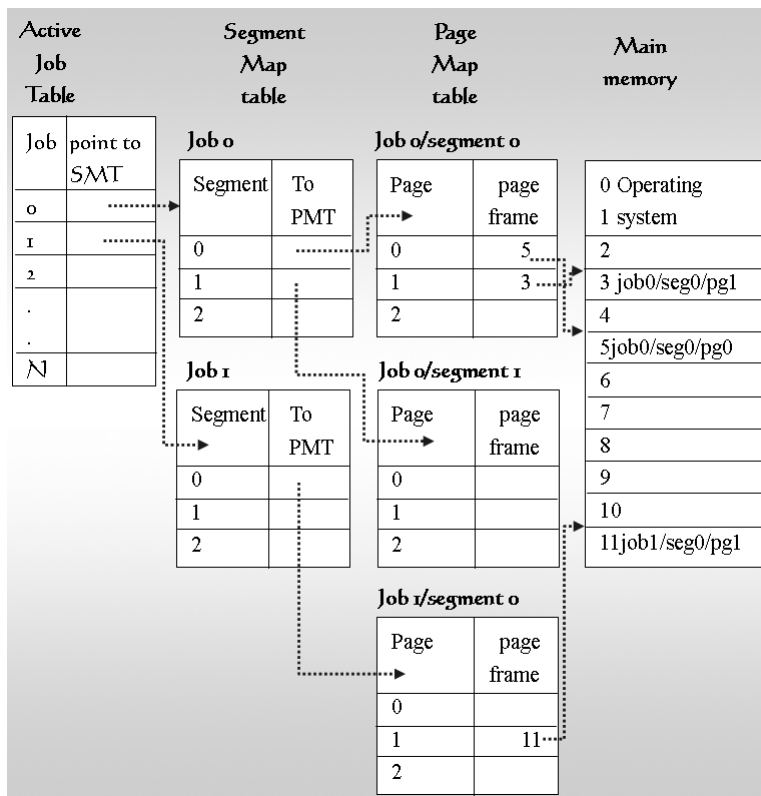 Active
Job
Table
Segment
Map
table
Page
Map
table
Main
memory
Job point to
SMT
0
1
2
.
.
N
Job 0
Segment To
PMT
0
1
2
Job 1
Segment To
PMT
0
1
2
Job 0/segment 0
Page page
frame
0 5
1 3
2
Job 0/segment 1
Page page
frame
0
1
2
Job 1/segment 0
Page page
frame
0
1 11
2
0 Operating
1 system
2
3 job0/seg0/pg1
4
5job0/seg0/pg0
6
7
8
9
10
11job1/seg0/pg1